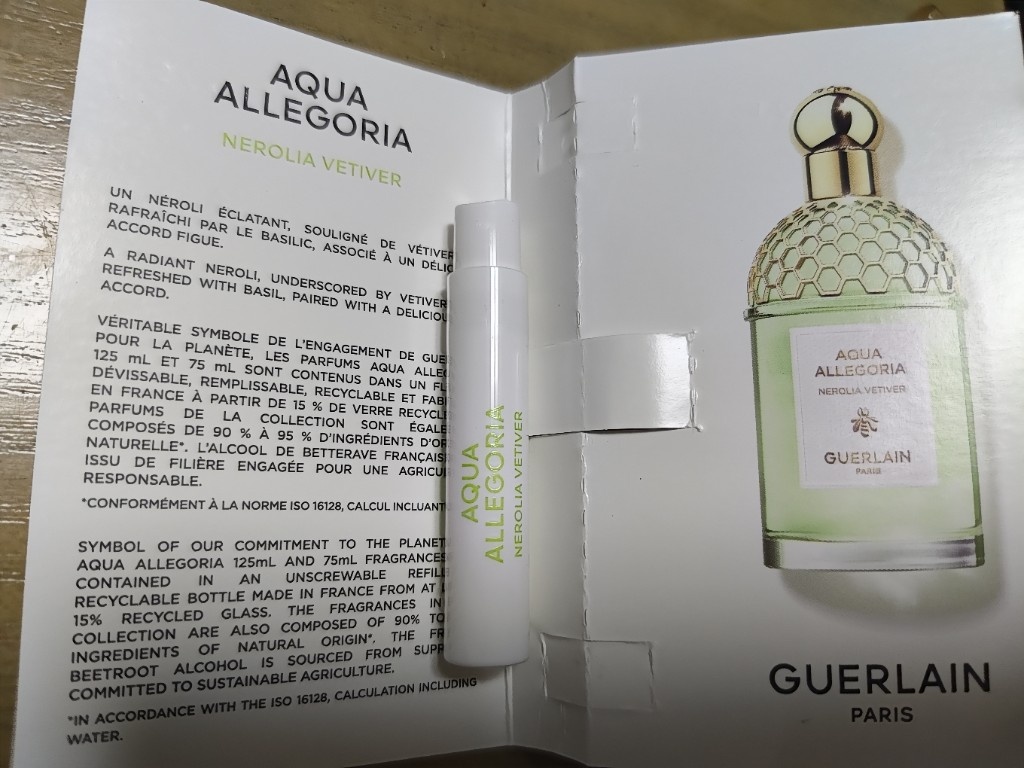 AQUA
ALLEGORIA
NEROLIA VETIVER
UN NÉROLI ÉCLATANT, SOULIGNÉ DE VÉTIVER
RAFRAÎCHI PAR LE BASILIC, ASSOCIÉ À UN
ACCORD FIGUE.
A RADIANT NEROLI, UNDERSCORED BY VETIVER
REFRESHED WITH BASIL, PAIRED WITH A
ACCORD.
VÉRITABLE SYMBOLE DE L'ENGAGEMENT DE
POUR LA PLANÈTE, LES PARFUMS AQUA
125 mL ET 75 mL SONT CONTENUS DANS UN
DÉVISSABLE, REMPLISSABLE, RECYCLABLE ET
EN FRANCE À PARTIR DE 15 % DE VERRE
PARFUMS DE LA COLLECTION SONT
COMPOSÉS DE 90 % À 95 % D'INGRÉDIENTS
NATURELLE*. L'ALCOOL DE BETTERAVE
ISSU DE FILIÈRE ENGAGÉE POUR UNE
RESPONSABLE.
*CONFORMÉMENT À LA NORME ISO 16128, CALCUL
SYMBOL OF OUR COMMITMENT TO THE
AQUA ALLEGORIA 125mL AND 75mL FRAGRANCES
CONTAINED IN AN UNSCREWABLE
RECYCLABLE BOTTLE MADE IN FRANCE FROM AT
15% RECYCLED GLASS. THE FRAGRANCES IN
COLLECTION ARE ALSO COMPOSED OF 90% TO
INGREDIENTS OF NATURAL ORIGIN*. THE
BEETROOT ALCOHOL IS SOURCED FROM
COMMITTED TO SUSTAINABLE AGRICULTURE.
*IN ACCORDANCE WITH THE ISO 16128, CALCULATION INCLUDING
WATER.
AQUA
ALLEGORIA
NEROLIA VETIVER
AQUA
ALLEGORIA
NEROLIA VETIVER
GUERLAIN
PARIS
GUERLAIN
PARIS